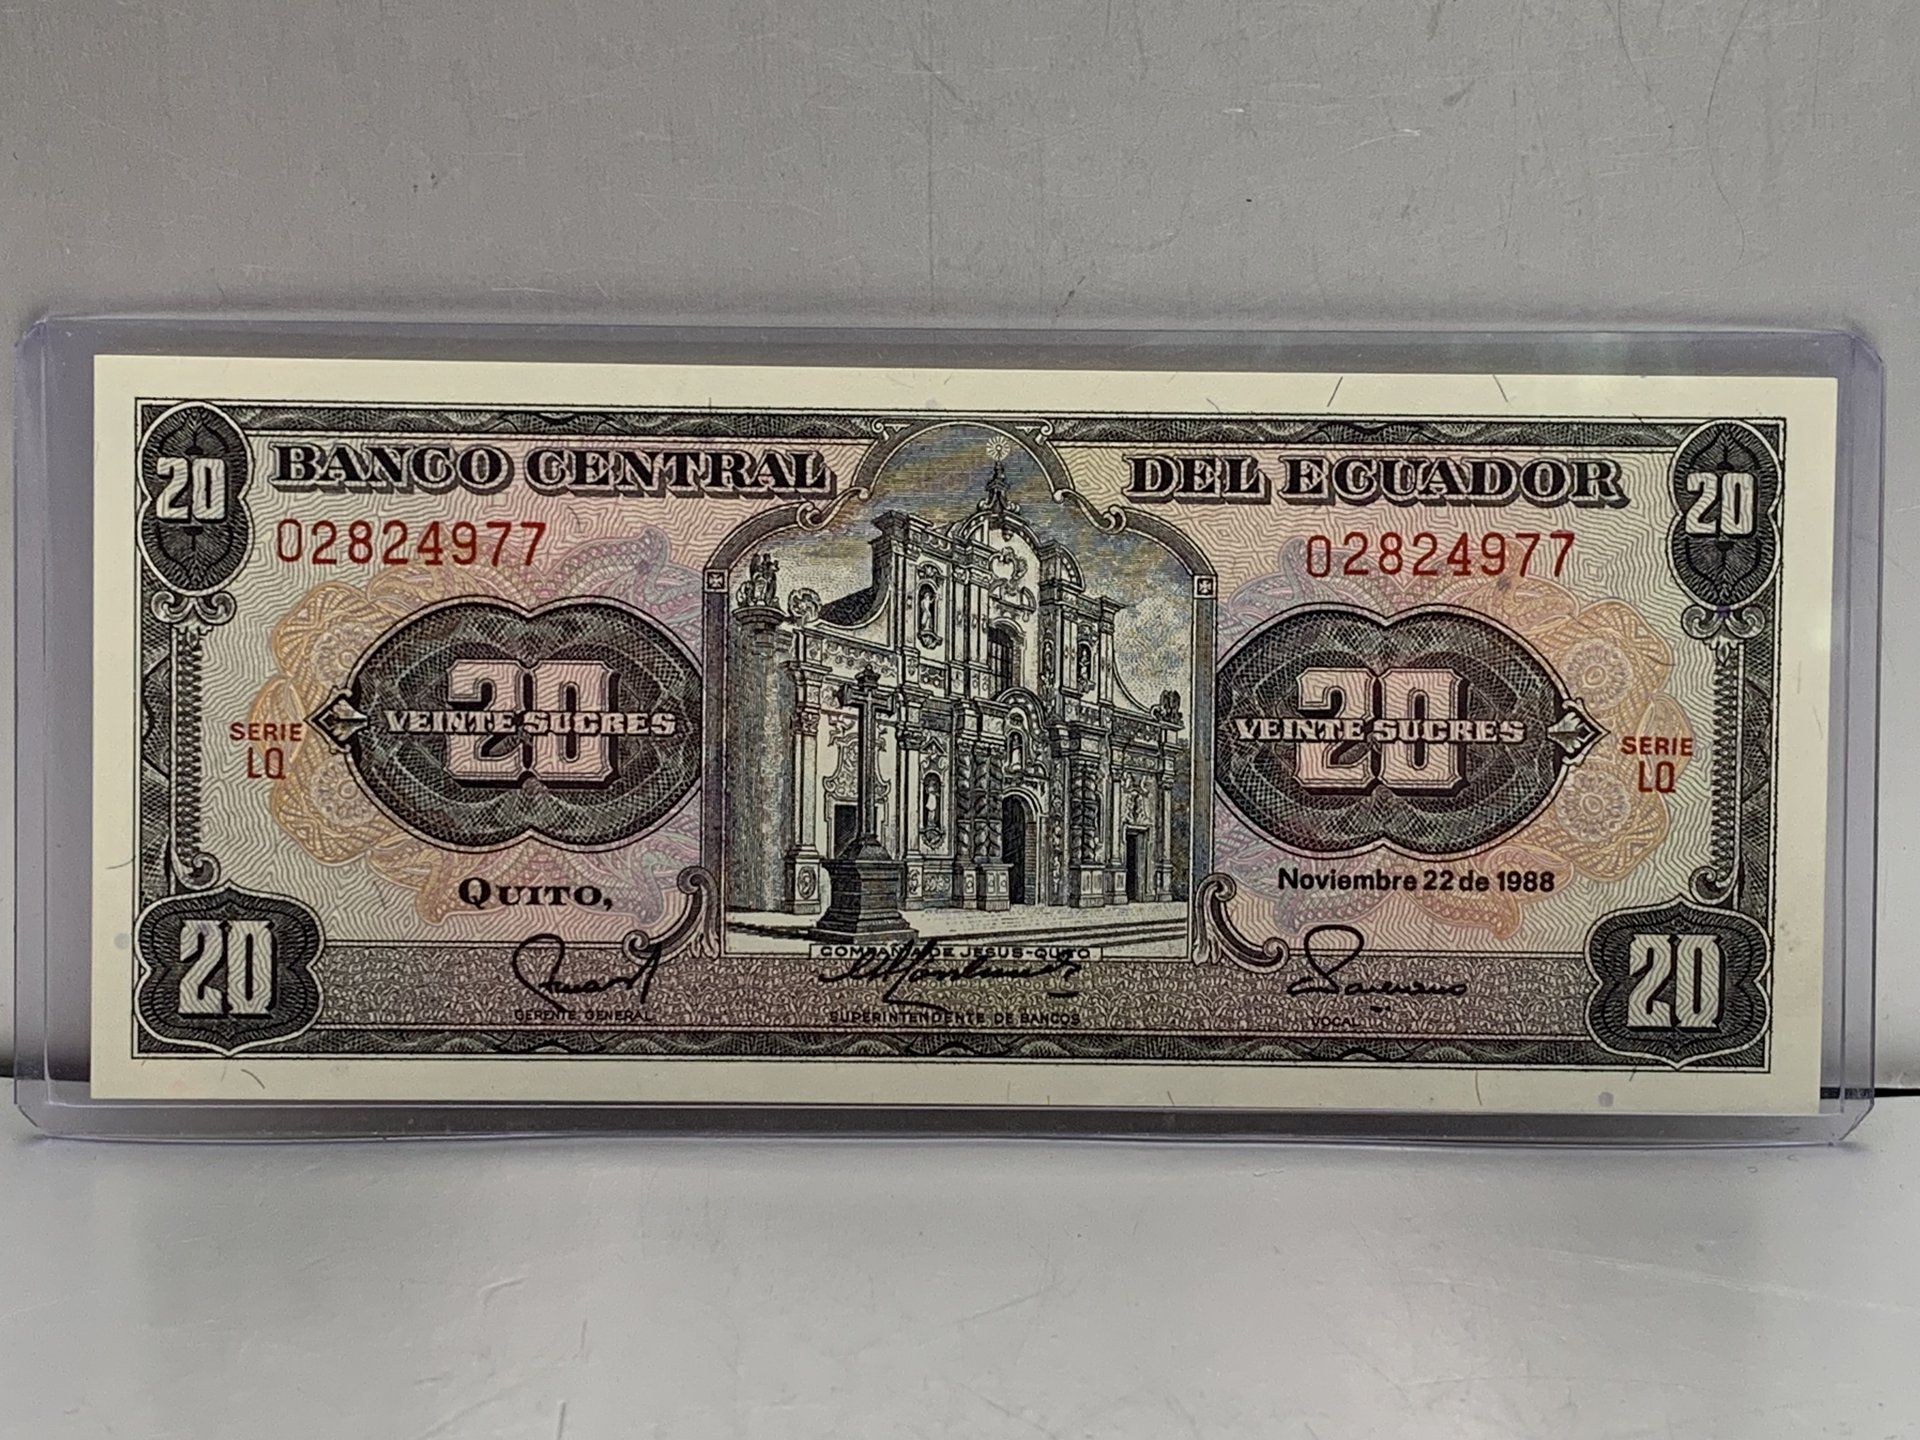 20 BANCO CENTRAL DEL ECUADOR 20
02824977 02824977
20 VEINTE SUCRES 20 VEINTE SUCRES
SERIE LQ SERIE LQ
QUITO, Noviembre 22 de 1988
COMPAÑIA DE JESUS-QUITO
20 20
GERENTE GENERAL SUPERINTENDENTE DE BANCOS VOCAL